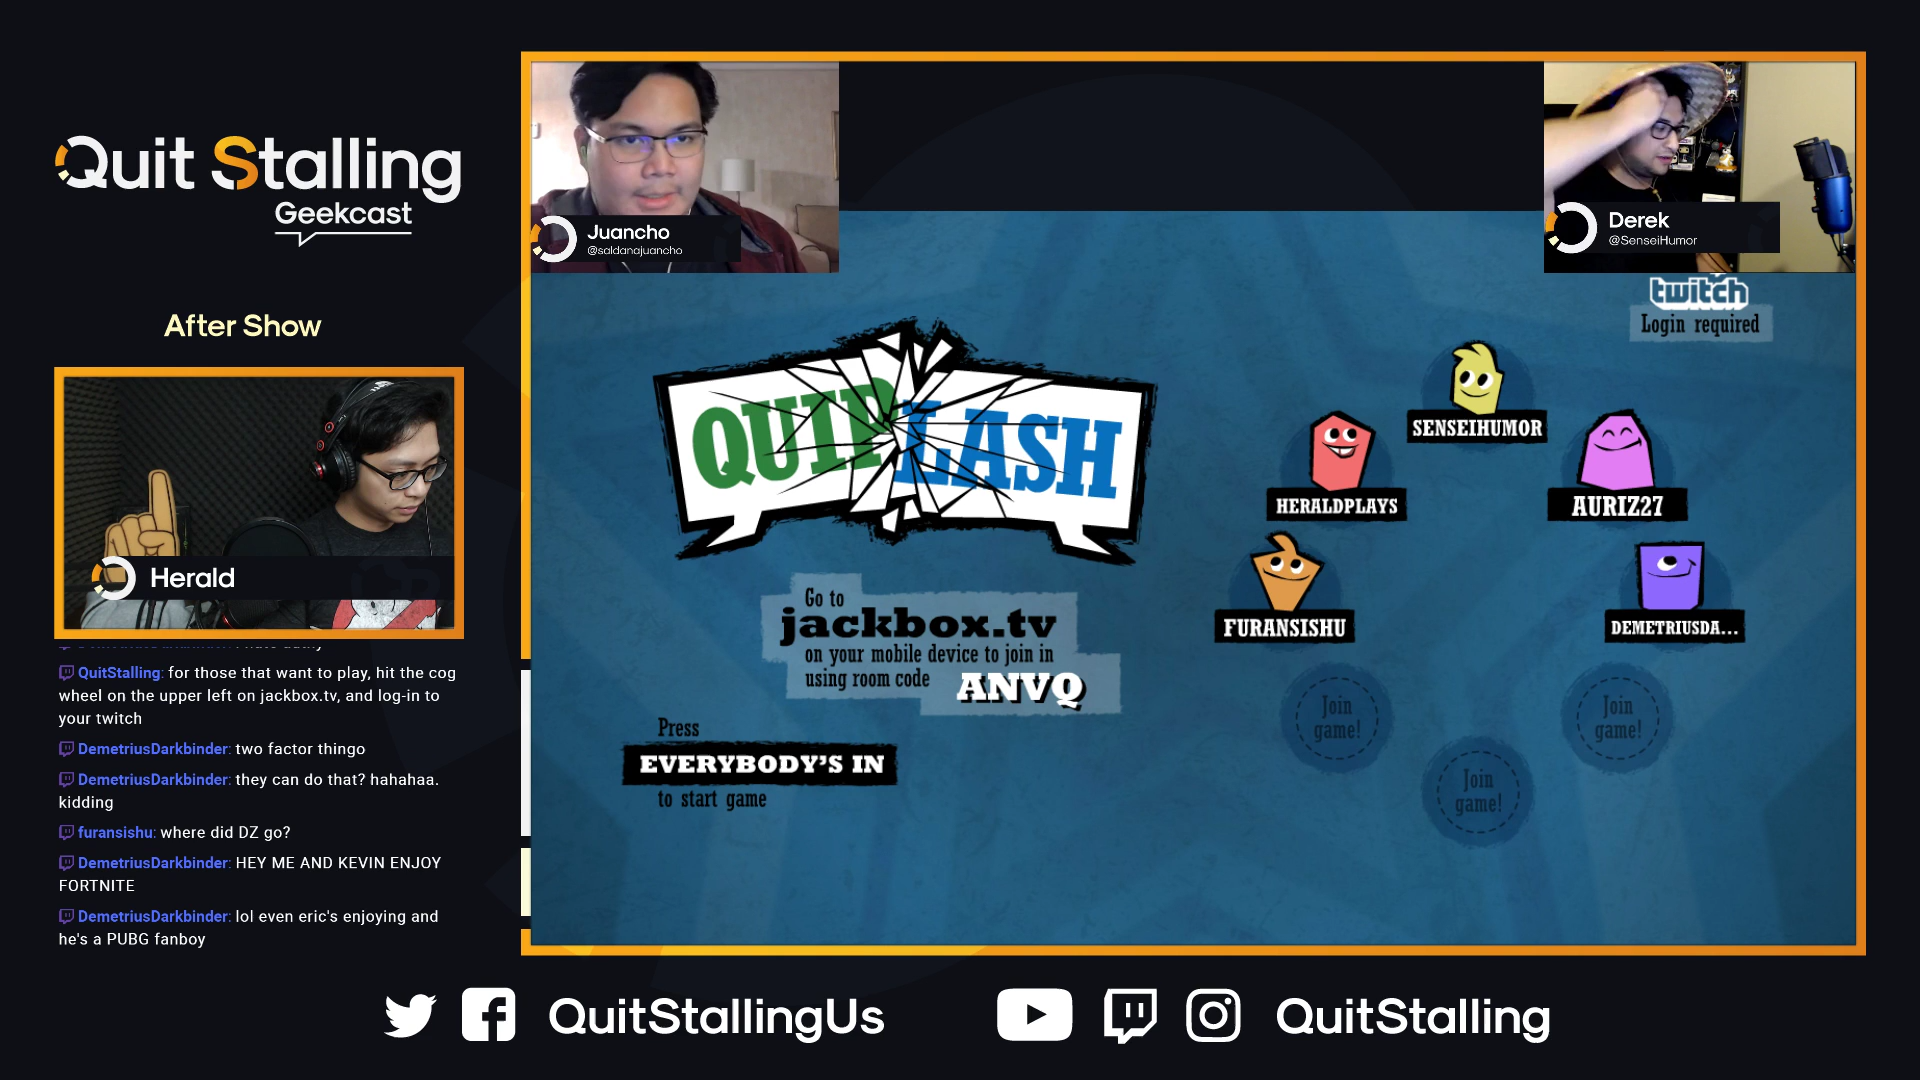 Quit Stalling
Geekcast
After Show
Herald
QuitStalling: for those that want to play, hit the cog
wheel on the upper left on jackbox.tv, and log-in to
your twitch
DemetriusDarkbinder: two factor thingo
DemetriusDarkbinder: they can do that? hahahaa.
kidding
furansishu: where did DZ go?
DemetriusDarkbinder: HEY ME AND KEVIN ENJOY
FORTNITE
DemetriusDarkbinder: lol even eric's enjoying and
he's a PUBG fanboy
Juancho
@saldanajuancho
Derek
@SenseiHumor
twitch
Login required
QUIPLASH
Go to
jackbox.tv
on your mobile device to join in
using room code ANVQ
Press
EVERYBODY'S IN
to start game
SENSEIHUMOR
HERALDPLAYS
AURIZ27
FURANSISHU
DEMETRIUSDA...
Join
game!
Join
game!
Join
game!
QuitStallingUs
QuitStalling